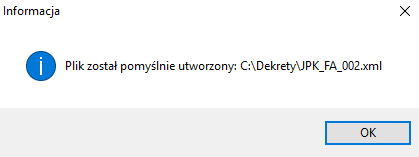 Informacja
Plik został pomyślnie utworzony: C:\Dekrety\JPK_FA_002.xml
OK